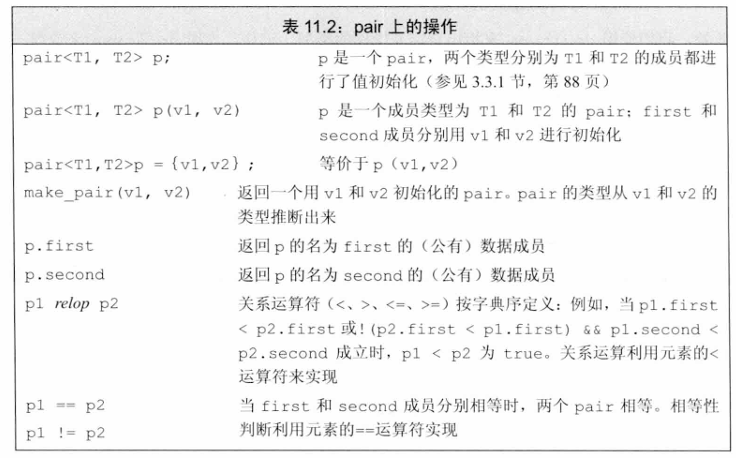 表 11.2：pair 上的操作
pair<T1, T2> p; p 是一个 pair，两个类型分别为 T1 和 T2 的成员都进
行了值初始化（参见 3.3.1 节，第 88 页）
pair<T1, T2> p(v1, v2) p 是一个成员类型为 T1 和 T2 的 pair；first 和
second 成员分别用 v1 和 v2 进行初始化
pair<T1,T2>p = {v1,v2} ; 等价于 p（v1,v2）
make_pair(v1, v2) 返回一个用 v1 和 v2 初始化的 pair。pair 的类型从 v1 和 v2 的
类型推断出来
p.first 返回 p 的名为 first 的（公有）数据成员
p.second 返回 p 的名为 second 的（公有）数据成员
p1 relop p2 关系运算符（<、>、<=、>=）按字典序定义：例如，当 p1.first
< p2.first 或!(p2.first < p1.first) && p1.second <
p2.second 成立时，p1 < p2 为 true。关系运算利用元素的<
运算符来实现
p1 == p2 当 first 和 second 成员分别相等时，两个 pair 相等。相等性
p1 != p2 判断利用元素的==运算符实现